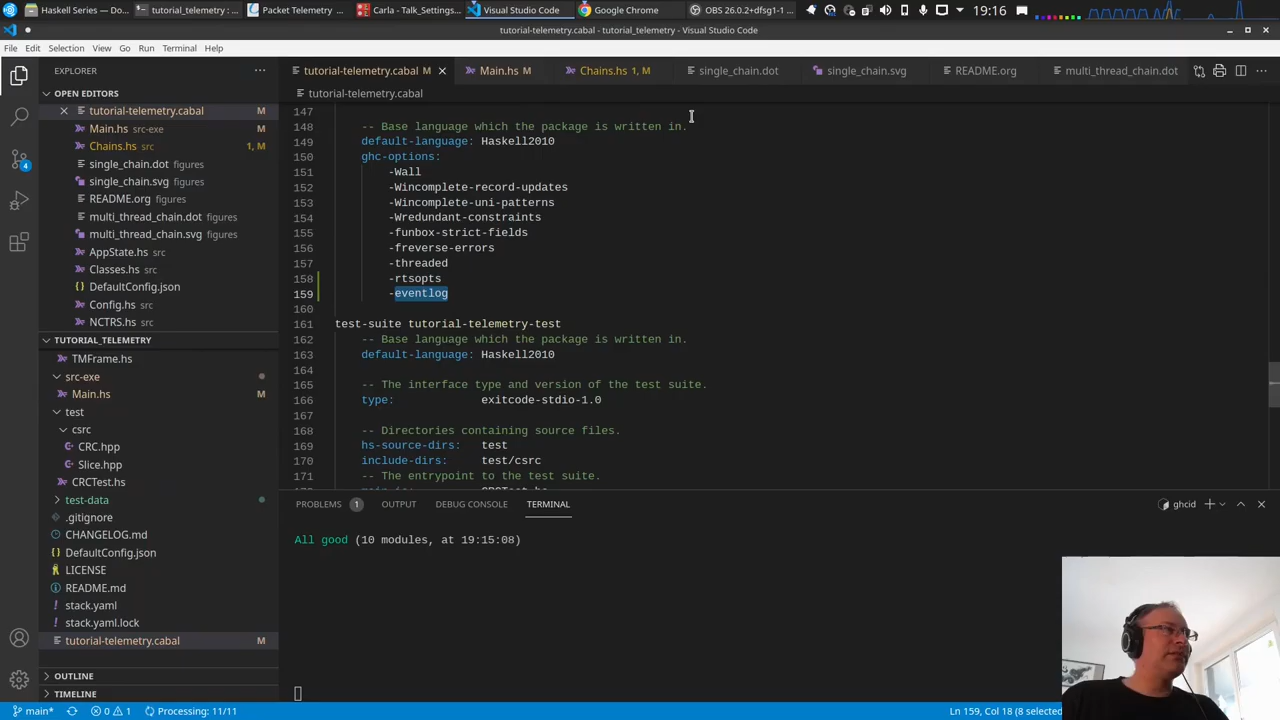 Haskell Series — Do...
tutorial_telemetry : ...
Packet Telemetry ...
Carla - Talk_Settings...
Visual Studio Code
Google Chrome
OBS 26.0.2+dfsg1-1 ...
19:16
tutorial-telemetry.cabal - tutorial_telemetry - Visual Studio Code
File Edit Selection View Go Run Terminal Help
EXPLORER
tutorial-telemetry.cabal M
Main.hs M
Chains.hs 1, M
single_chain.dot
single_chain.svg
README.org
multi_thread_chain.dot
OPEN EDITORS
tutorial-telemetry.cabal M
Main.hs src-exe M
Chains.hs src 1, M
single_chain.dot figures
single_chain.svg figures
README.org figures
multi_thread_chain.dot figures
multi_thread_chain.svg figures
AppState.hs src
Classes.hs src
DefaultConfig.json
Config.hs src
NCTRS.hs src
TUTORIAL_TELEMETRY
TMFrame.hs
src-exe
Main.hs M
test
csrc
CRC.hpp
Slice.hpp
CRCTest.hs
test-data
.gitignore
CHANGELOG.md
DefaultConfig.json
LICENSE
README.md
stack.yaml
stack.yaml.lock
tutorial-telemetry.cabal M
OUTLINE
TIMELINE
tutorial-telemetry.cabal
147
148 -- Base language which the package is written in.
149 default-language: Haskell2010
150 ghc-options:
151 -Wall
152 -Wincomplete-record-updates
153 -Wincomplete-uni-patterns
154 -Wredundant-constraints
155 -funbox-strict-fields
156 -freverse-errors
157 -threaded
158 -rtsopts
159 -eventlog
160
161 test-suite tutorial-telemetry-test
162 -- Base language which the package is written in.
163 default-language: Haskell2010
164
165 -- The interface type and version of the test suite.
166 type: exitcode-stdio-1.0
167
168 -- Directories containing source files.
169 hs-source-dirs: test
170 include-dirs: test/csrc
171 -- The entrypoint to the test suite.
PROBLEMS 1 OUTPUT DEBUG CONSOLE TERMINAL
ghcid
All good (10 modules, at 19:15:08)
main* 0 1 Processing: 11/11
Ln 159, Col 18 (8 selected